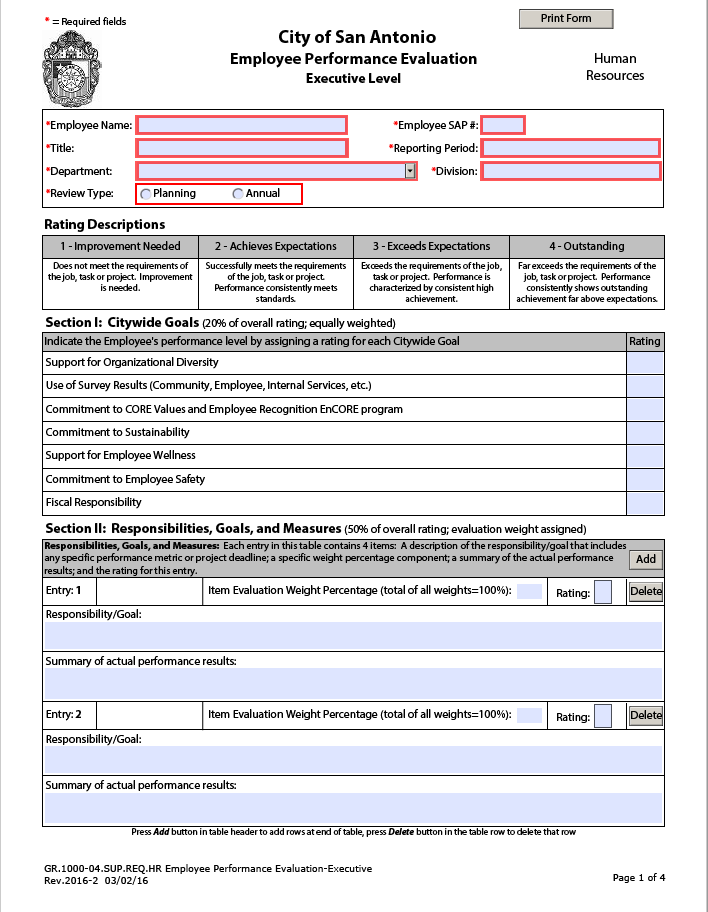 Print Form
* = Required fields
City of San Antonio
Employee Performance Evaluation
Executive Level
Human
Resources
*Employee Name:
*Employee SAP #:
*Title:
*Reporting Period:
*Department:
*Division:
*Review Type:
Planning
Annual
Rating Descriptions
1 - Improvement Needed
2 - Achieves Expectations
3 - Exceeds Expectations
4 - Outstanding
Does not meet the requirements of
the job, task or project. Improvement
is needed.
Successfully meets the requirements
of the job, task or project.
Performance consistently meets
standards.
Exceeds the requirements of the job,
task or project. Performance is
characterized by consistent high
achievement.
Far exceeds the requirements of the
job, task or project. Performance
consistently shows outstanding
achievement far above expectations.
Section I: Citywide Goals (20% of overall rating; equally weighted)
Indicate the Employee's performance level by assigning a rating for each Citywide Goal
Rating
Support for Organizational Diversity
Use of Survey Results (Community, Employee, Internal Services, etc.)
Commitment to CORE Values and Employee Recognition EnCORE program
Commitment to Sustainability
Support for Employee Wellness
Commitment to Employee Safety
Fiscal Responsibility
Section II: Responsibilities, Goals, and Measures (50% of overall rating; evaluation weight assigned)
Responsibilities, Goals, and Measures: Each entry in this table contains 4 items: A description of the responsibility/goal that includes
any specific performance metric or project deadline; a specific weight percentage component; a summary of the actual performance
results; and the rating for this entry.
Add
Entry: 1
Item Evaluation Weight Percentage (total of all weights=100%):
Rating:
Delete
Responsibility/Goal:
Summary of actual performance results:
Entry: 2
Item Evaluation Weight Percentage (total of all weights=100%):
Rating:
Delete
Responsibility/Goal:
Summary of actual performance results:
Press Add button in table header to add rows at end of table, press Delete button in the table row to delete that row
GR.1000-04.SUP.REQ.HR Employee Performance Evaluation-Executive
Rev.2016-2 03/02/16
Page 1 of 4